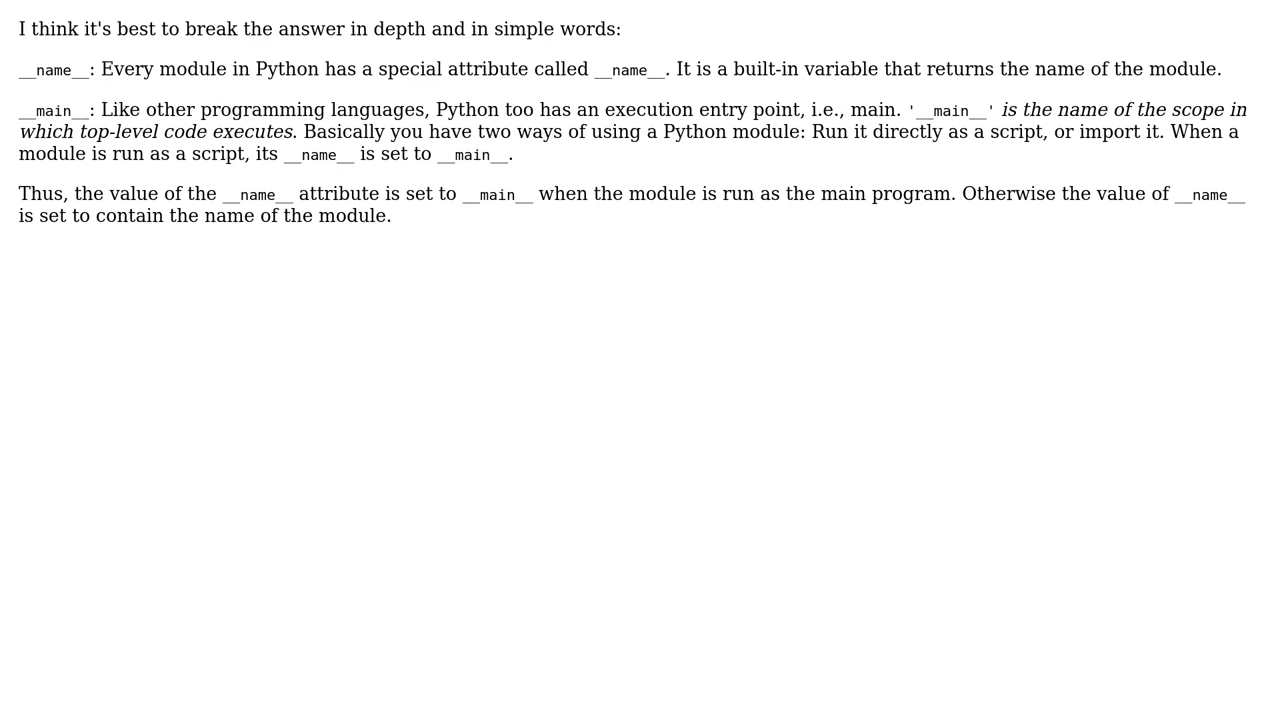 I think it's best to break the answer in depth and in simple words:
__name__: Every module in Python has a special attribute called __name__. It is a built-in variable that returns the name of the module.
__main__: Like other programming languages, Python too has an execution entry point, i.e., main. '__main__' is the name of the scope in
which top-level code executes. Basically you have two ways of using a Python module: Run it directly as a script, or import it. When a
module is run as a script, its __name__ is set to __main__.
Thus, the value of the __name__ attribute is set to __main__ when the module is run as the main program. Otherwise the value of __name__
is set to contain the name of the module.